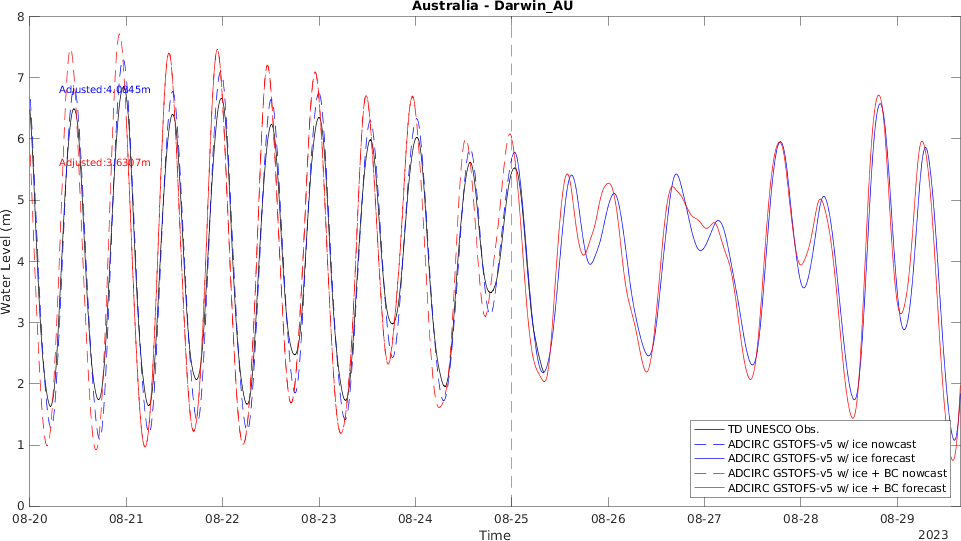 Australia - Darwin_AU
8
7
6
5
4
3
2
1
0
Water Level (m)
Adjusted:4.0845m
Adjusted:3.6307m
TD UNESCO Obs.
ADCIRC GSTOFS-v5 w/ ice nowcast
ADCIRC GSTOFS-v5 w/ ice forecast
ADCIRC GSTOFS-v5 w/ ice + BC nowcast
ADCIRC GSTOFS-v5 w/ ice + BC forecast
08-20 08-21 08-22 08-23 08-24 08-25 08-26 08-27 08-28 08-29
Time
2023